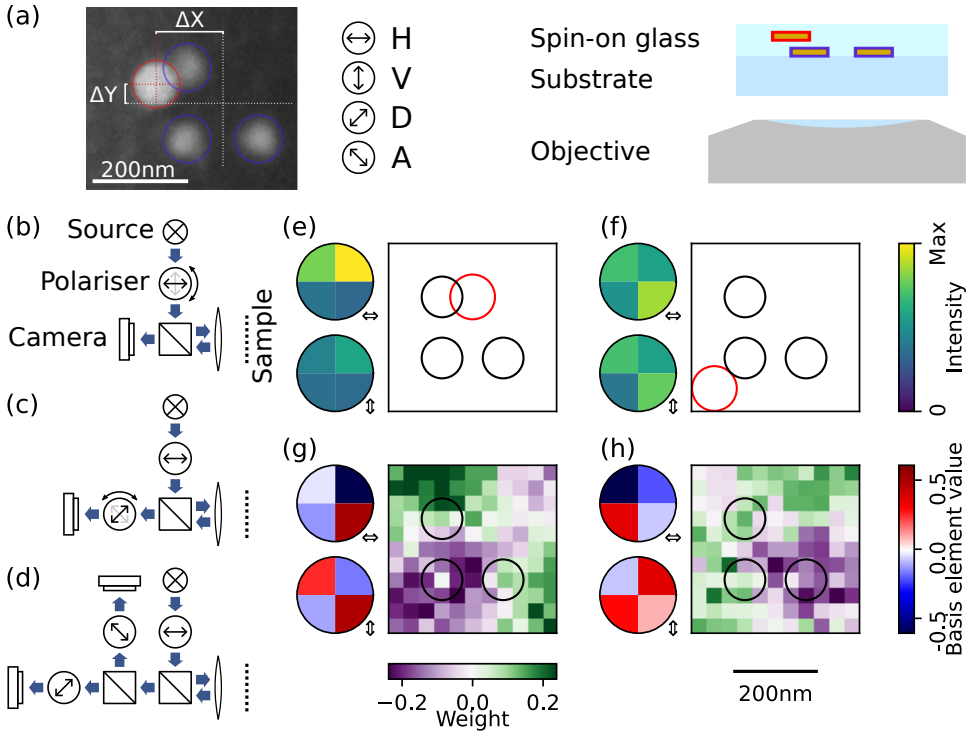 (a)
ΔX
ΔY
200nm
H
V
D
A
Spin-on glass
Substrate
Objective
(b)
Source
Polariser
Camera
Sample
(c)
(d)
(e)
(f)
Max
Intensity
0
(g)
(h)
0.5
0.0
-0.5
Basis element value
−0.2
0.0
0.2
Weight
200nm